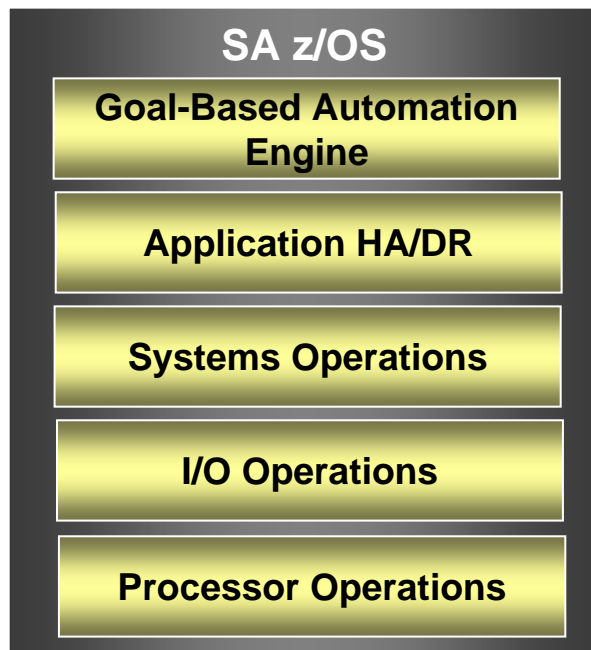 SA z/OS
Goal-Based Automation
Engine
Application HA/DR
Systems Operations
I/O Operations
Processor Operations